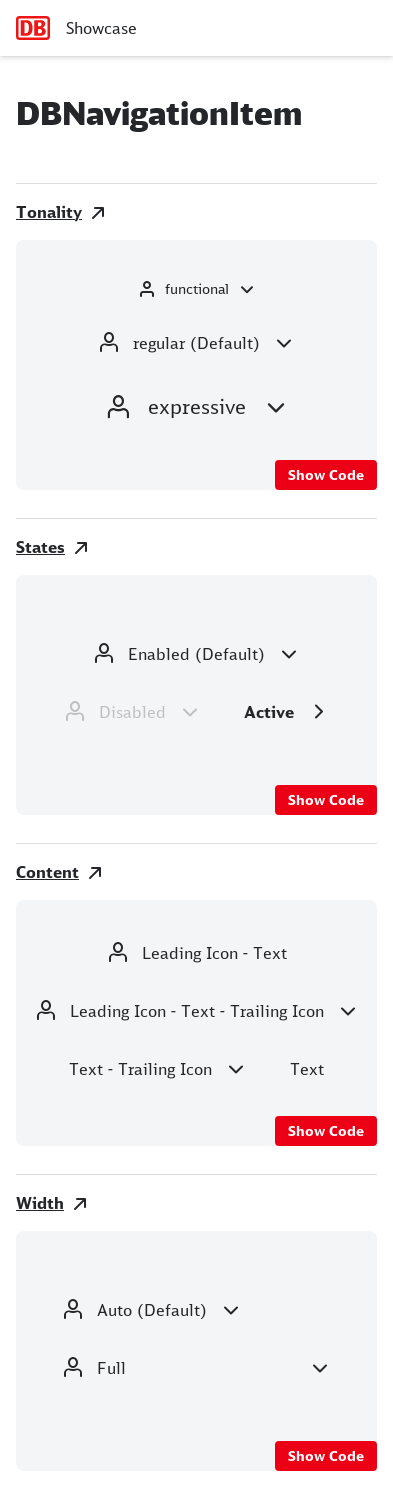 DB Showcase
DBNavigationItem
Tonality
functional
regular (Default)
expressive
Show Code
States
Enabled (Default)
Disabled Active
Show Code
Content
Leading Icon - Text
Leading Icon - Text - Trailing Icon
Text - Trailing Icon Text
Show Code
Width
Auto (Default)
Full
Show Code